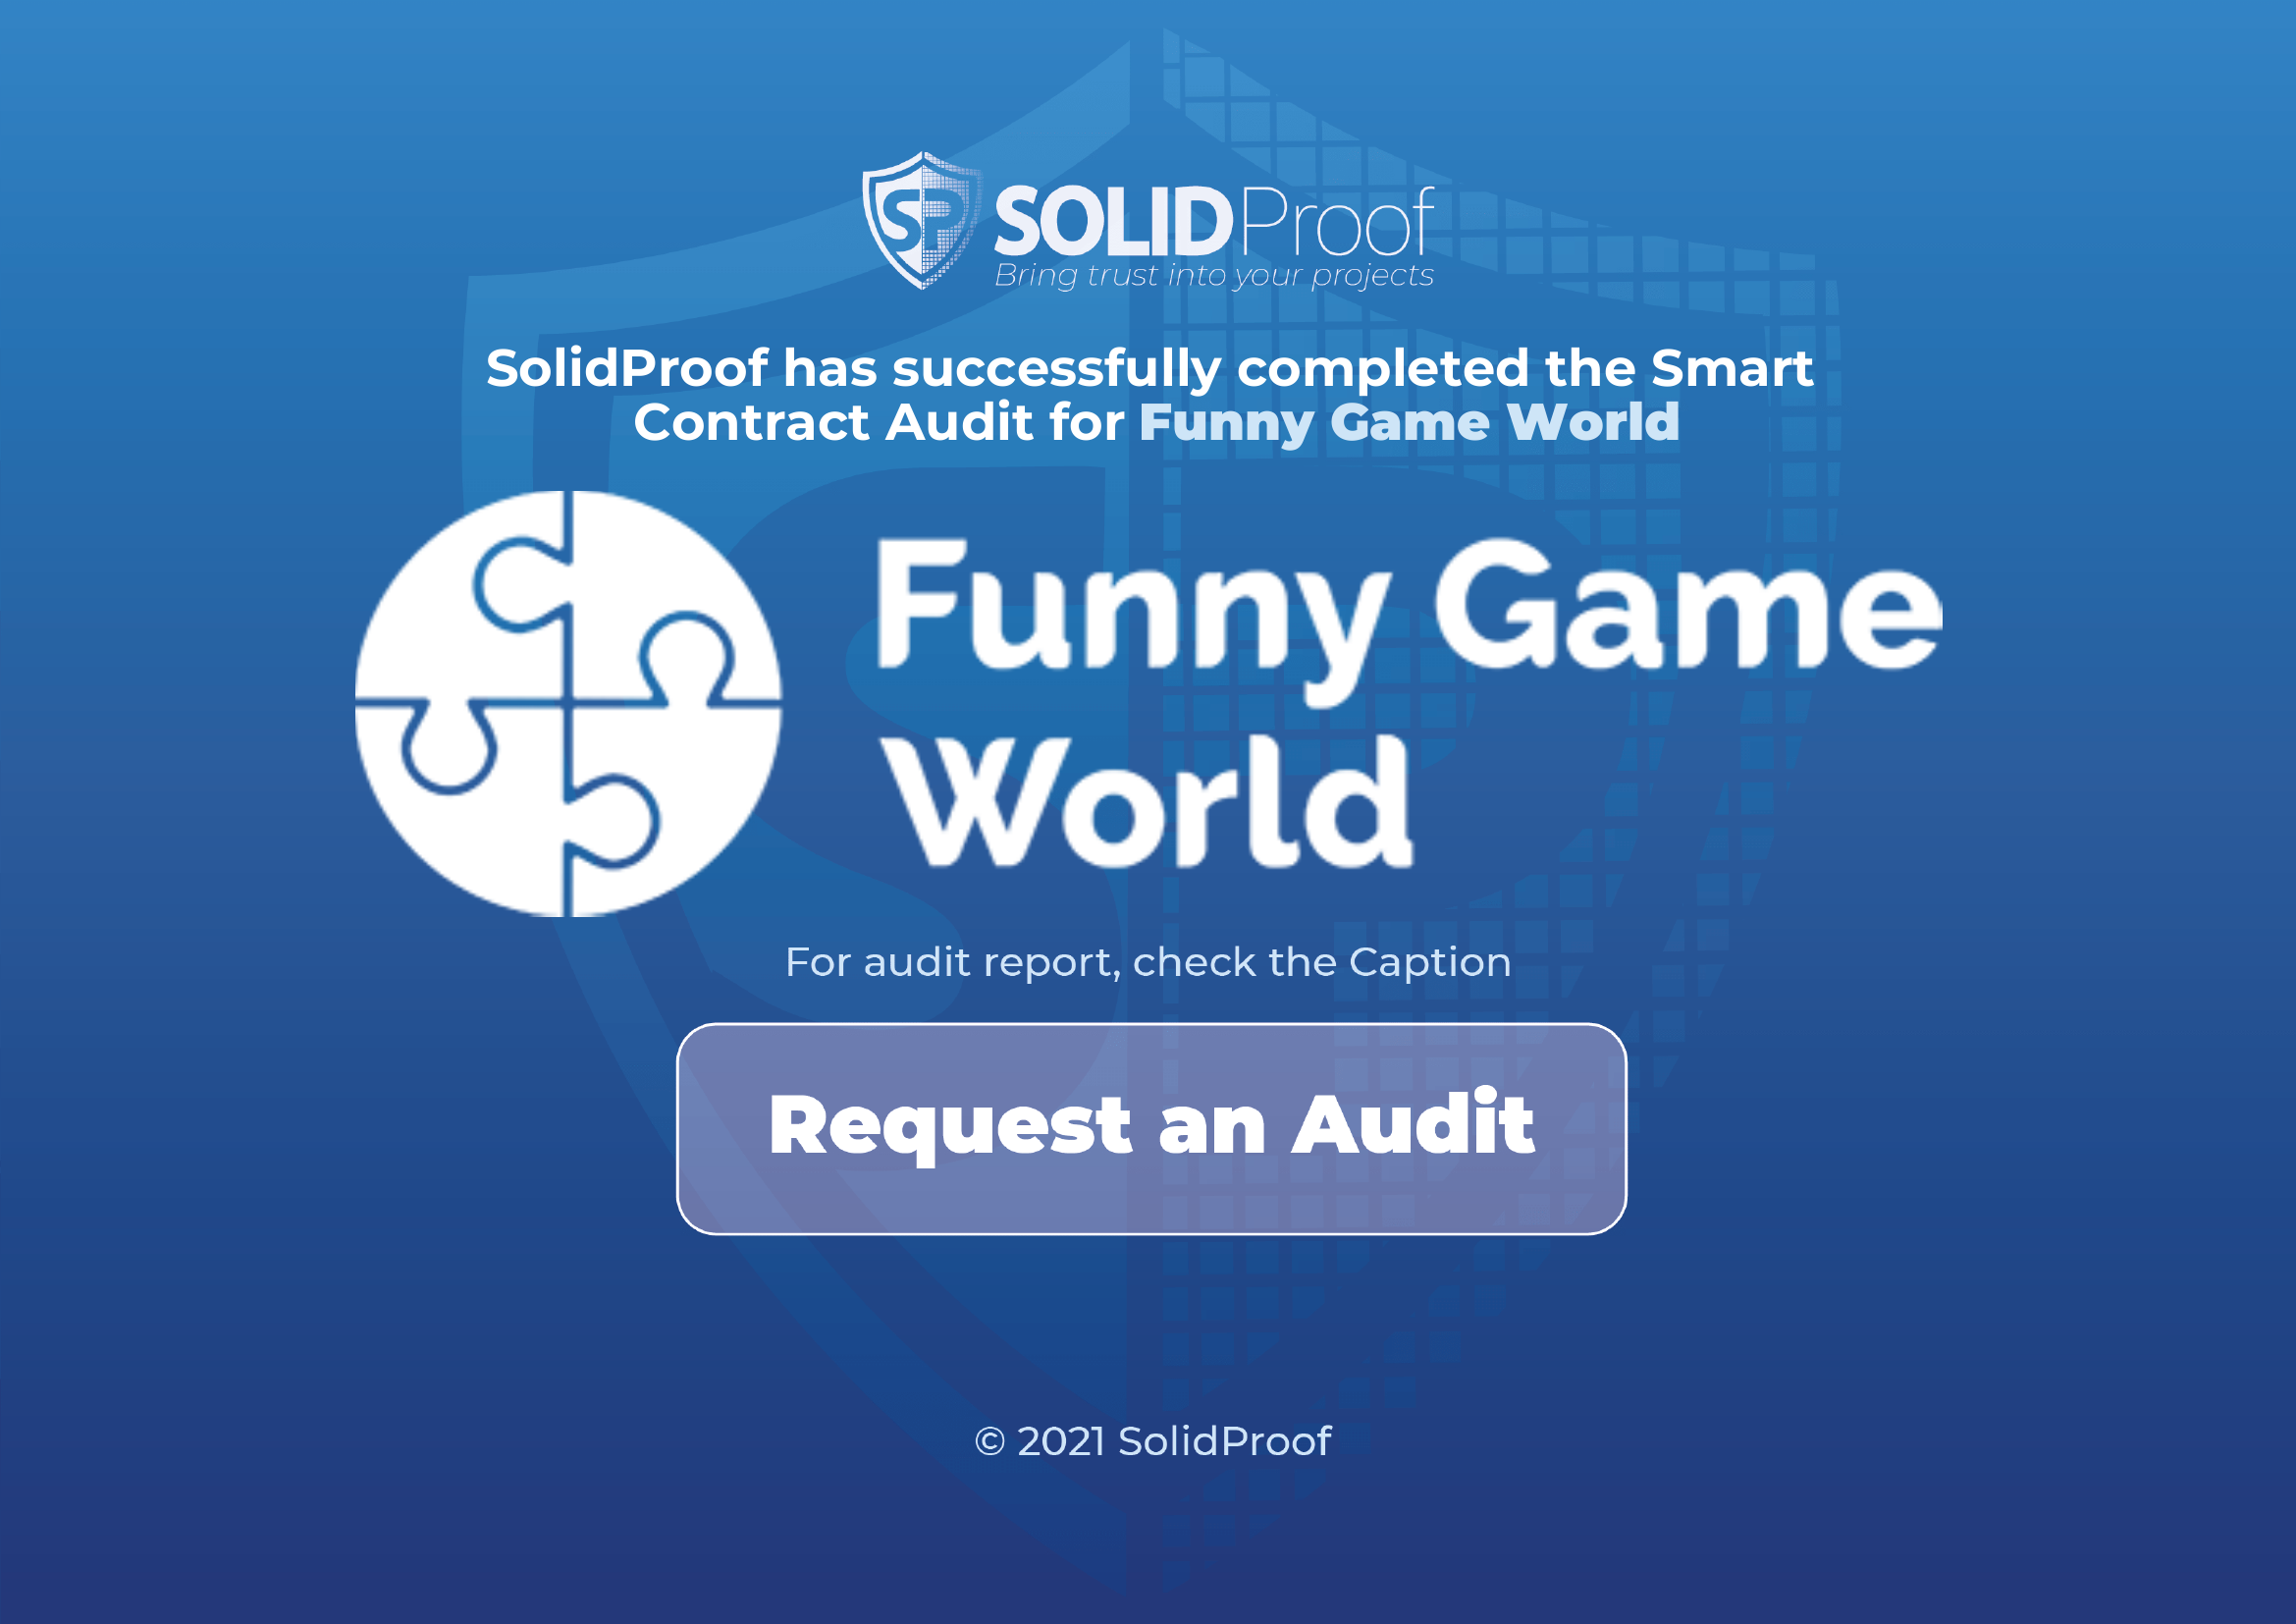 SP SOLIDProof
Bring trust into your projects
SolidProof has successfully completed the Smart
Contract Audit for Funny Game World
Funny Game
World
For audit report, check the Caption
Request an Audit
© 2021 SolidProof